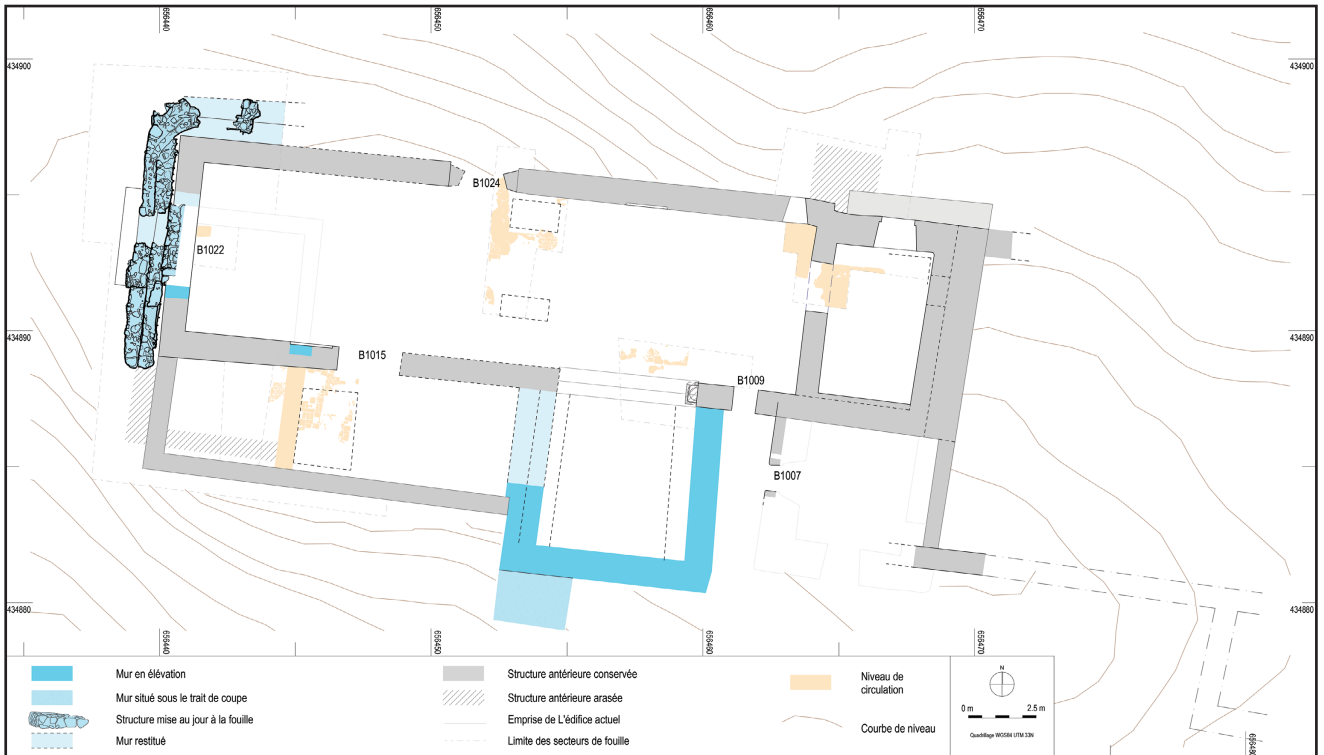 656440
656450
656460
656470
434900
434900
B1024
B1022
434890
434890
B1015
B1009
B1007
434880
434880
656440
656450
656460
656470
656480
Mur en élévation
Mur situé sous le trait de coupe
Structure mise au jour à la fouille
Mur restitué
Structure antérieure conservée
Structure antérieure arasée
Emprise de L'édifice actuel
Limite des secteurs de fouille
Niveau de
circulation
Courbe de niveau
N
0 m 2.5 m
Quadrillage WGS84 UTM 33N